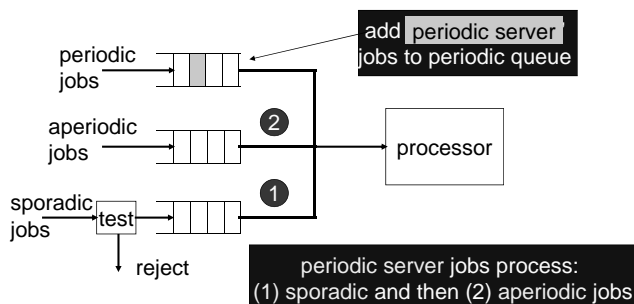 add periodic server'
jobs to periodic queue
periodic
jobs
2
aperiodic
jobs
processor
1
sporadic
jobs
test
reject
periodic server jobs process:
(1) sporadic and then (2) aperiodic jobs